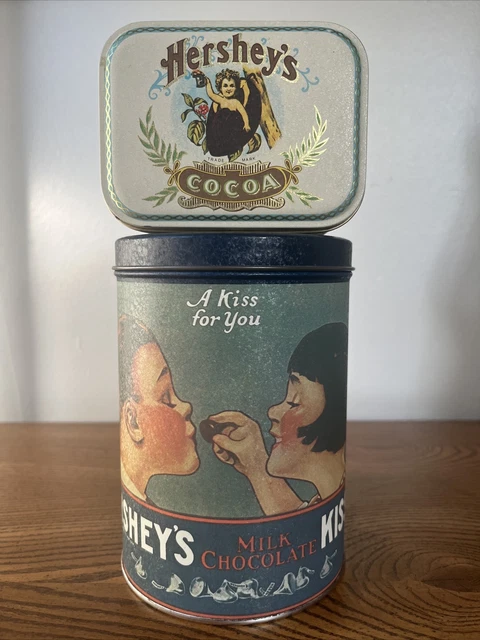 Hershey's
TRADE MARK
COCOA
A Kiss
for You
SHEY'S MILK KIS
CHOCOLATE